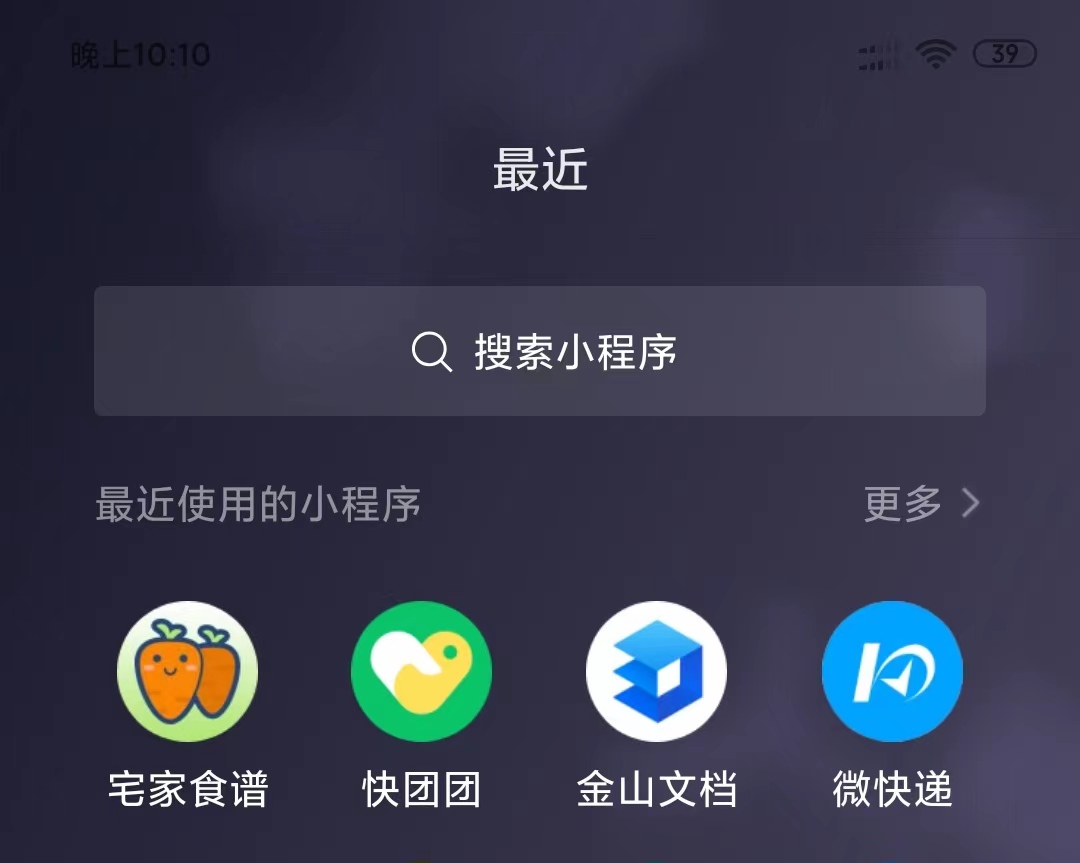 晚上10:10 39
最近
搜索小程序
最近使用的小程序 更多
宅家食谱 快团团 金山文档 微快递